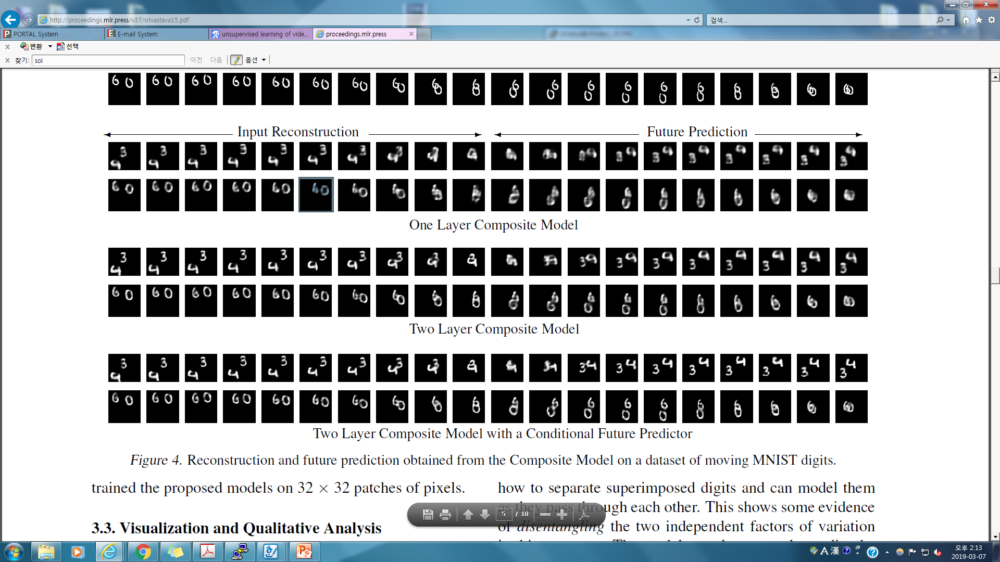 http://proceedings.mlr.press/v37/srivastava15.pdf
검색...
PORTAL System
E-mail System
unsupervised learning of vide...
proceedings.mlr.press
변환
선택
찾기: soi 이전 다음 옵션
Input Reconstruction
Future Prediction
One Layer Composite Model
Two Layer Composite Model
Two Layer Composite Model with a Conditional Future Predictor
Figure 4. Reconstruction and future prediction obtained from the Composite Model on a dataset of moving MNIST digits.
trained the proposed models on 32 × 32 patches of pixels.
3.3. Visualization and Qualitative Analysis
how to separate superimposed digits and can model them
as they pass through each other. This shows some evidence
of disentangling the two independent factors of variation
5 / 10
A 漢
오후 2:13
2019-03-07